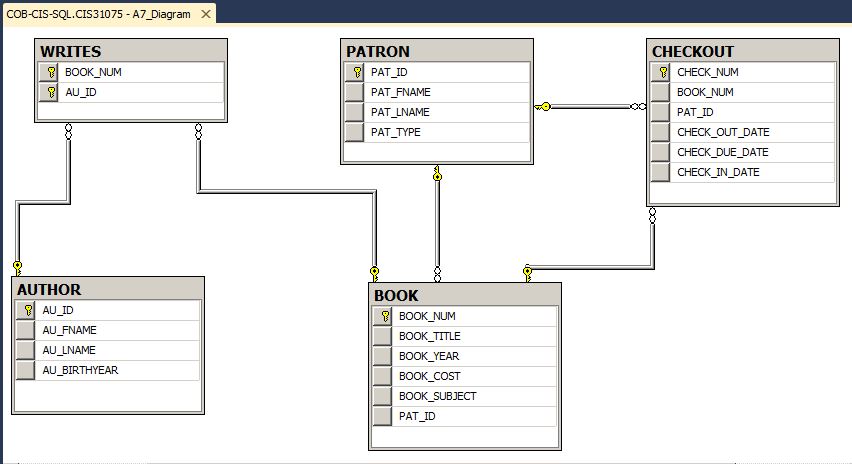 COB-CIS-SQL.CIS31075 - A7_Diagram
WRITES
BOOK_NUM
AU_ID
PATRON
PAT_ID
PAT_FNAME
PAT_LNAME
PAT_TYPE
CHECKOUT
CHECK_NUM
BOOK_NUM
PAT_ID
CHECK_OUT_DATE
CHECK_DUE_DATE
CHECK_IN_DATE
AUTHOR
AU_ID
AU_FNAME
AU_LNAME
AU_BIRTHYEAR
BOOK
BOOK_NUM
BOOK_TITLE
BOOK_YEAR
BOOK_COST
BOOK_SUBJECT
PAT_ID